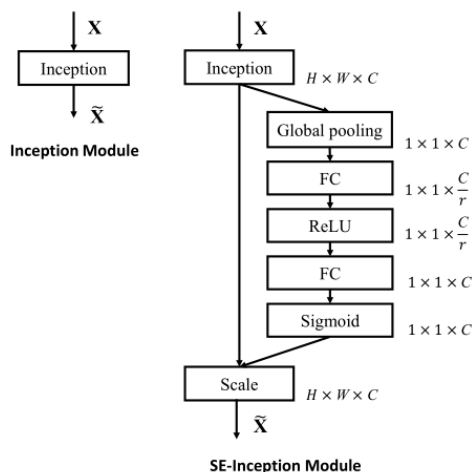 X
Inception
X̃
Inception Module
X
Inception
H × W × C
Global pooling
1 × 1 × C
FC
1 × 1 × C/r
ReLU
1 × 1 × C/r
FC
1 × 1 × C
Sigmoid
1 × 1 × C
Scale
H × W × C
X̃
SE-Inception Module